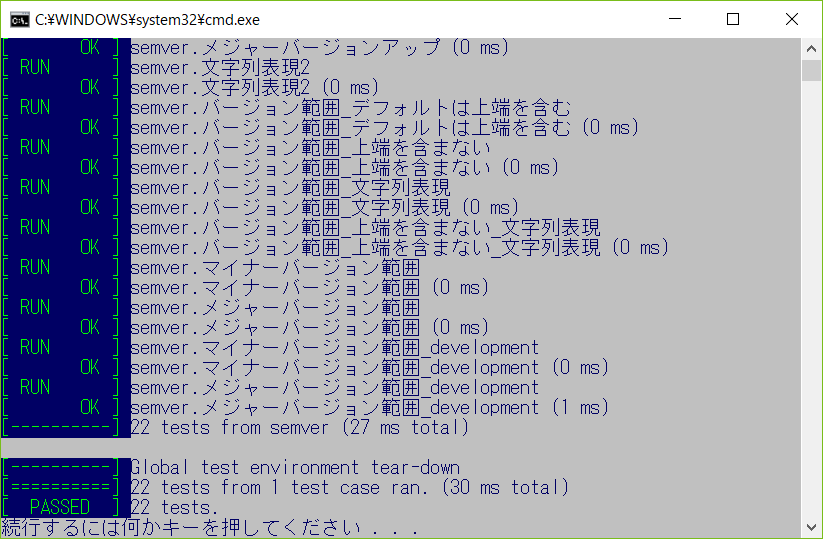 C:¥WINDOWS¥system32¥cmd.exe
[       OK ] semver.メジャーバージョンアップ (0 ms)
[ RUN      ] semver.文字列表現2
[       OK ] semver.文字列表現2 (0 ms)
[ RUN      ] semver.バージョン範囲_デフォルトは上端を含む
[       OK ] semver.バージョン範囲_デフォルトは上端を含む (0 ms)
[ RUN      ] semver.バージョン範囲_上端を含まない
[       OK ] semver.バージョン範囲_上端を含まない (0 ms)
[ RUN      ] semver.バージョン範囲_文字列表現
[       OK ] semver.バージョン範囲_文字列表現 (0 ms)
[ RUN      ] semver.バージョン範囲_上端を含まない_文字列表現
[       OK ] semver.バージョン範囲_上端を含まない_文字列表現 (0 ms)
[ RUN      ] semver.マイナーバージョン範囲
[       OK ] semver.マイナーバージョン範囲 (0 ms)
[ RUN      ] semver.メジャーバージョン範囲
[       OK ] semver.メジャーバージョン範囲 (0 ms)
[ RUN      ] semver.マイナーバージョン範囲_development
[       OK ] semver.マイナーバージョン範囲_development (0 ms)
[ RUN      ] semver.メジャーバージョン範囲_development
[       OK ] semver.メジャーバージョン範囲_development (1 ms)
[----------] 22 tests from semver (27 ms total)
[----------] Global test environment tear-down
[==========] 22 tests from 1 test case ran. (30 ms total)
[  PASSED  ] 22 tests.
続行するには何かキーを押してください . . .